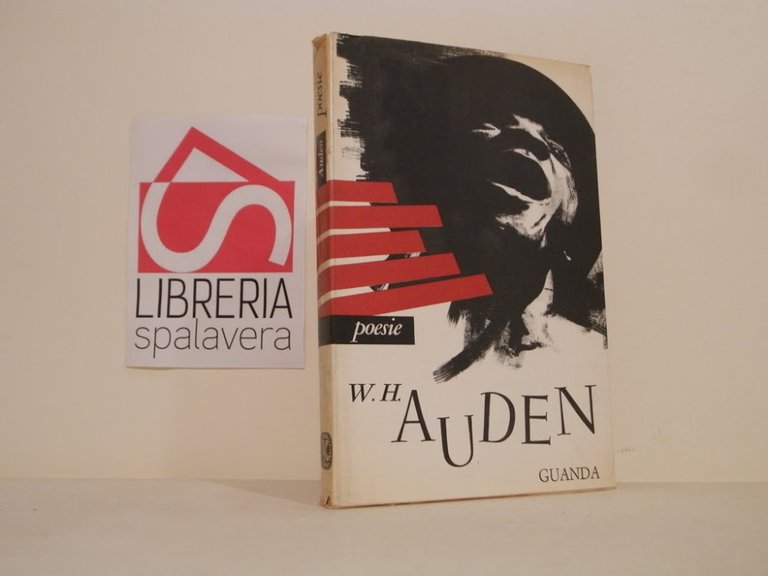 LIBRERIA
spalavera
poesie
Auden
poesie
W. H.
AUDEN
GUANDA